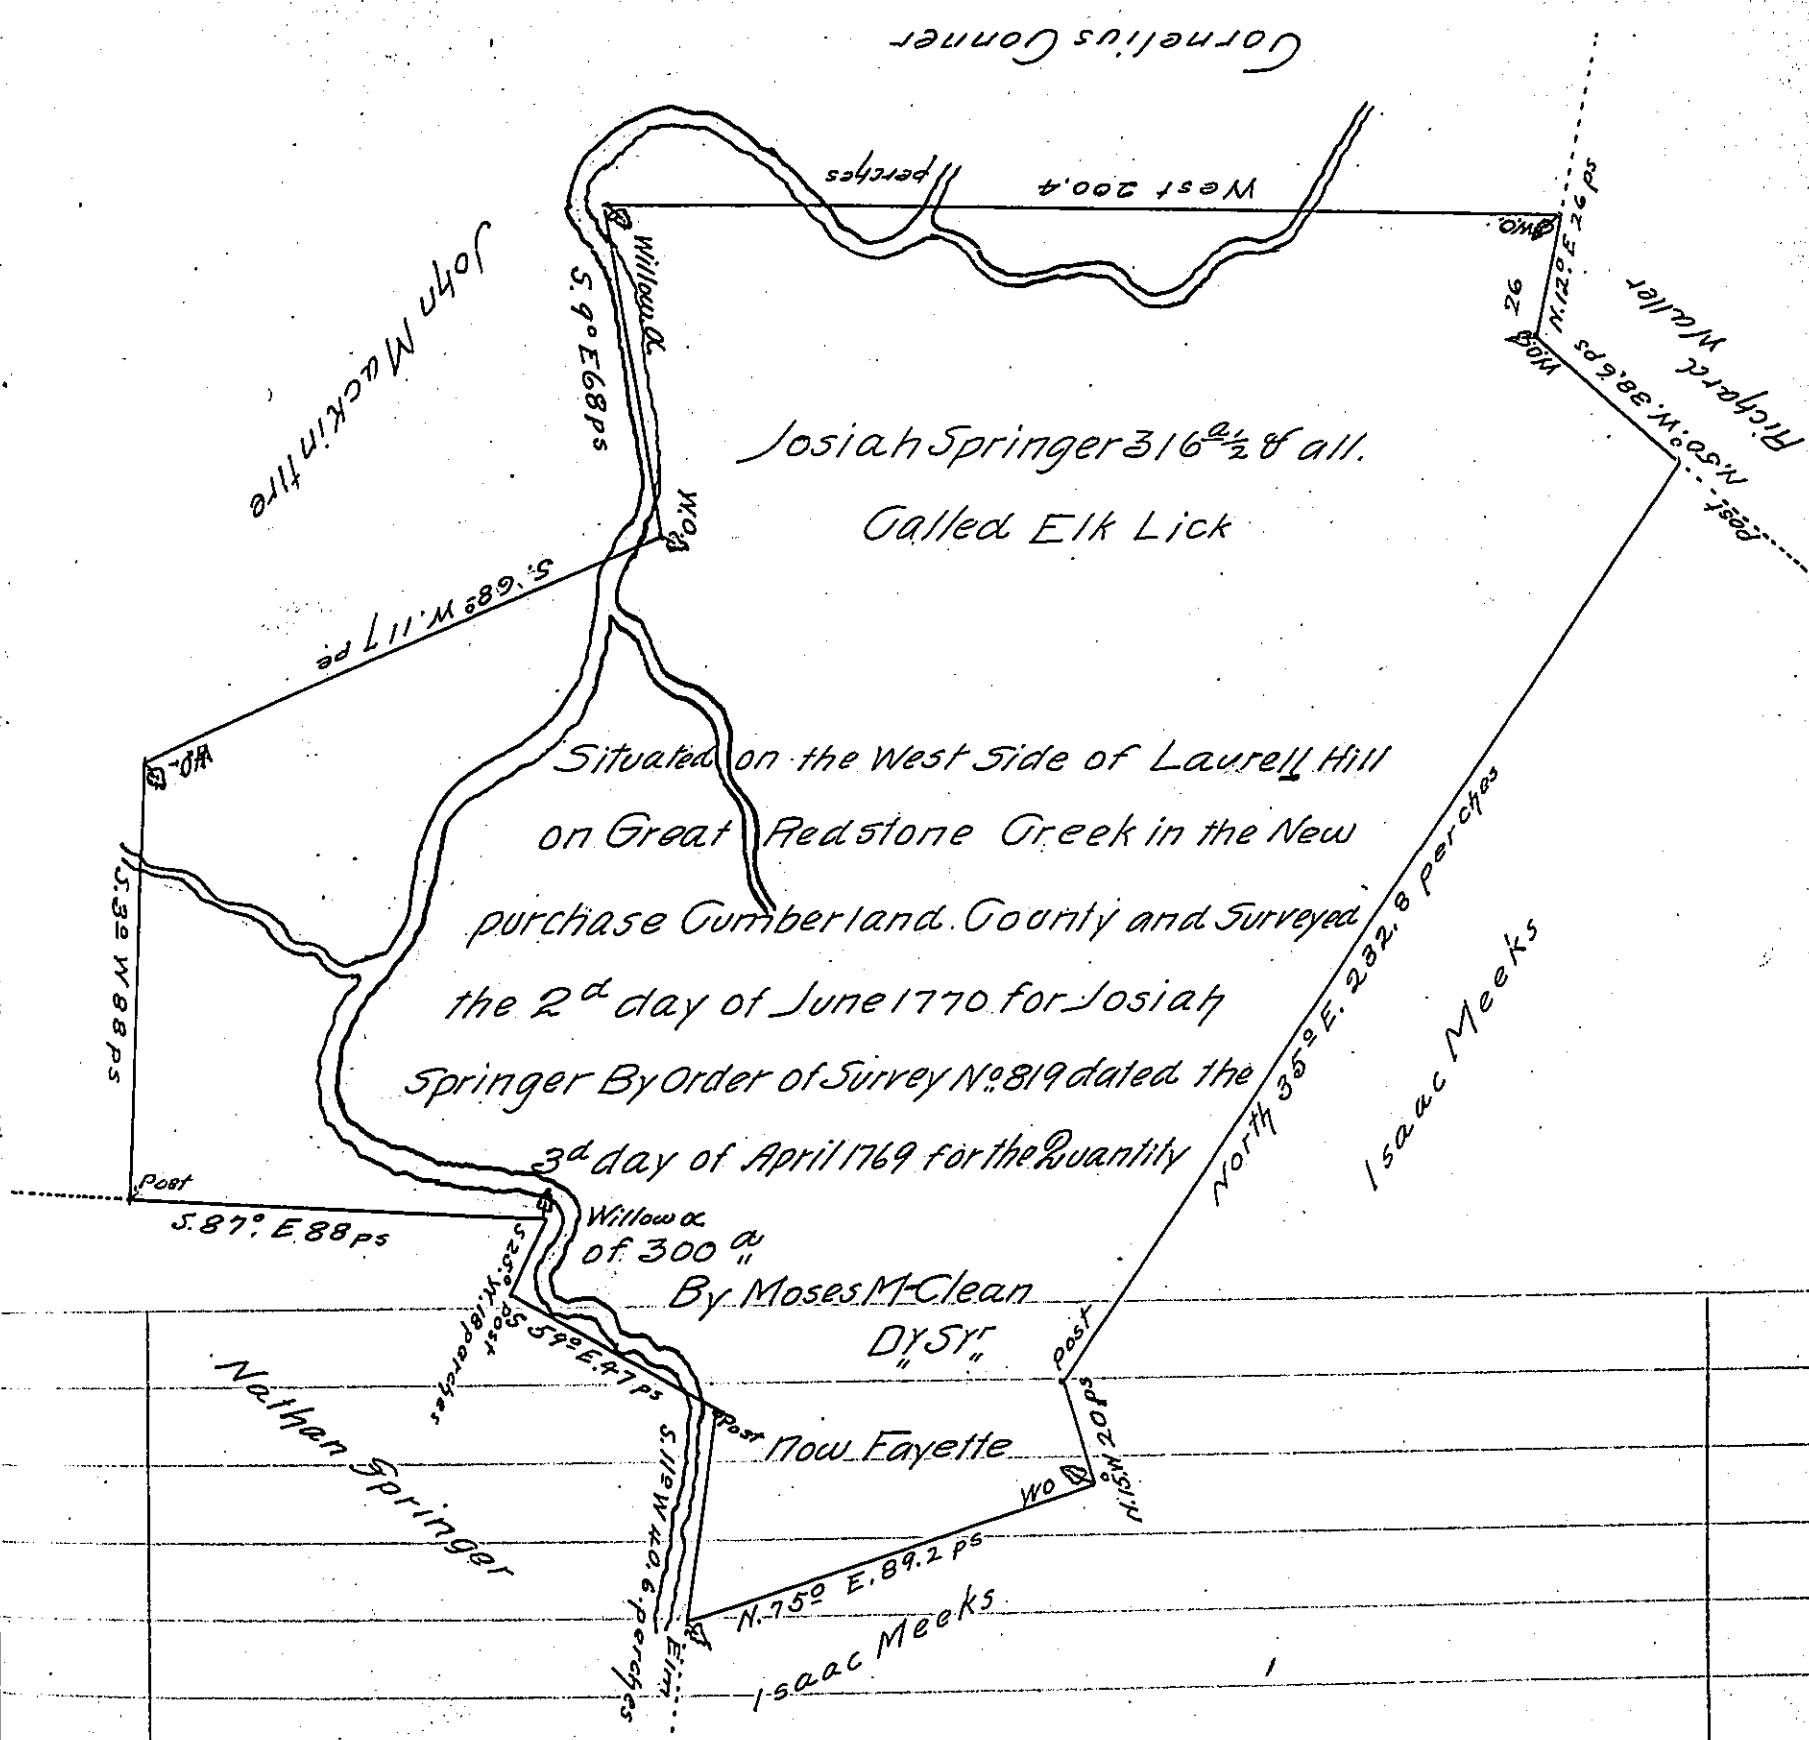 Cornelius Conner
West 200.4 perches
W.O.
N.12° E 26 ps
26
W.O.
Richard Waller
N.50° W. 38.6 ps
Post
John Mackintire
Willow &
S. 9° E 68 ps
W.O.
S. 68° W. 117 pe
W.O.
S. 3° W 88 ps
Josiah Springer 316 a ½ & all.
Called Elk Lick
Situated on the West Side of Laurell Hill
on Great Redstone Creek in the New
purchase Cumberland County and Surveyed
the 2d day of June 1770 for Josiah
Springer By Order of Survey No. 819 dated the
3d day of April 1769 for the Quantity
of 300 a
By Moses McClean
Dy Syr
now Fayette
North 35° E. 232.8 perches
Isaac Meeks
Post
S. 87° E 88 ps
Willow &
S 25° W. 18 parches
Post
S 59° E. 47 ps
Post
Nathan Springer
S. 11° W 40.6 perches
Elm
N. 75° E. 89.2 ps
Isaac Meeks
WO
N. 15 W 20 ps
Post